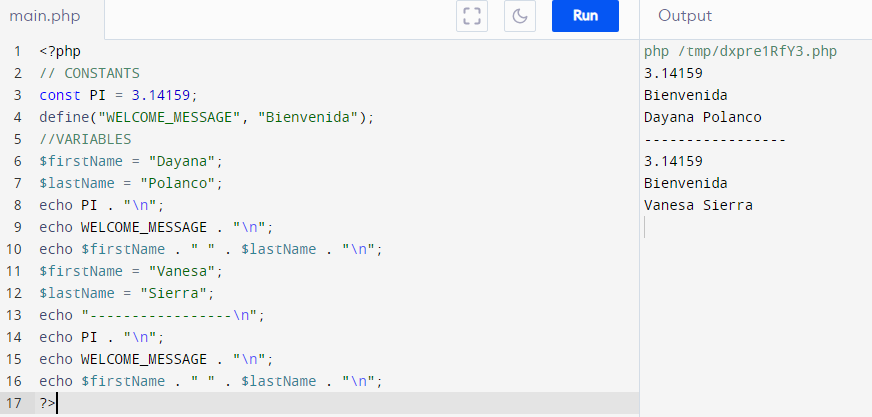 main.php
Run
Output
1 <?php
2 // CONSTANTS
3 const PI = 3.14159;
4 define("WELCOME_MESSAGE", "Bienvenida");
5 //VARIABLES
6 $firstName = "Dayana";
7 $lastName = "Polanco";
8 echo PI . "\n";
9 echo WELCOME_MESSAGE . "\n";
10 echo $firstName . " " . $lastName . "\n";
11 $firstName = "Vanesa";
12 $lastName = "Sierra";
13 echo "-----------------\n";
14 echo PI . "\n";
15 echo WELCOME_MESSAGE . "\n";
16 echo $firstName . " " . $lastName . "\n";
17 ?>
php /tmp/dxpre1RfY3.php
3.14159
Bienvenida
Dayana Polanco
-----------------
3.14159
Bienvenida
Vanesa Sierra